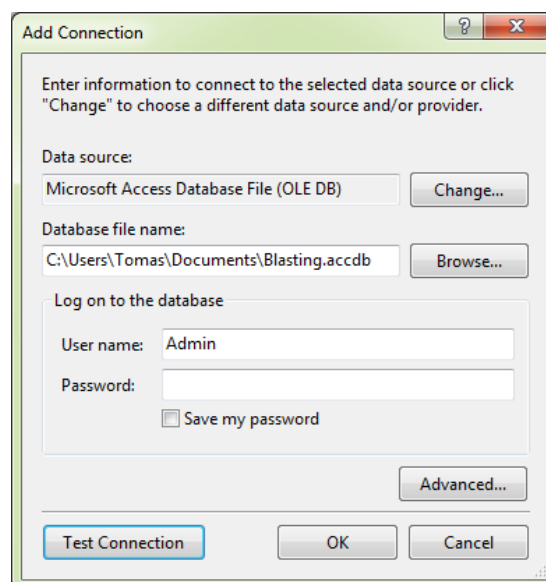 Add Connection
Enter information to connect to the selected data source or click
"Change" to choose a different data source and/or provider.
Data source:
Microsoft Access Database File (OLE DB)
Change...
Database file name:
C:\Users\Tomas\Documents\Blasting.accdb
Browse...
Log on to the database
User name:
Admin
Password:
Save my password
Advanced...
Test Connection
OK
Cancel